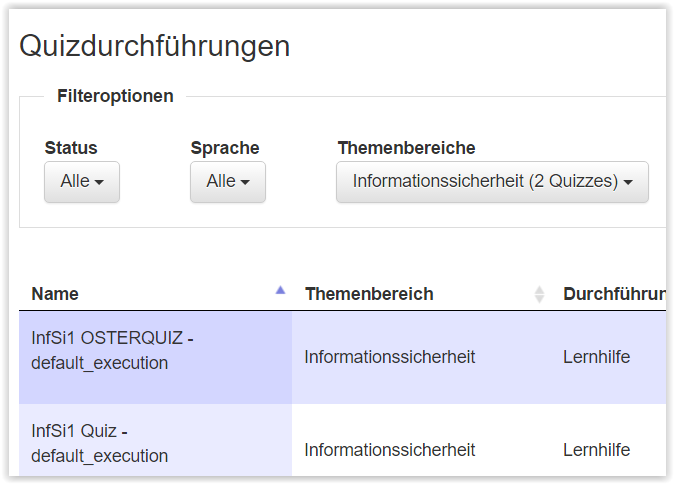 Quizdurchführungen
Filteroptionen
Status Sprache Themenbereiche
Alle Alle Informationssicherheit (2 Quizzes)
Name Themenbereich Durchführun
InfSi1 OSTERQUIZ -
default_execution Informationssicherheit Lernhilfe
InfSi1 Quiz -
default_execution Informationssicherheit Lernhilfe